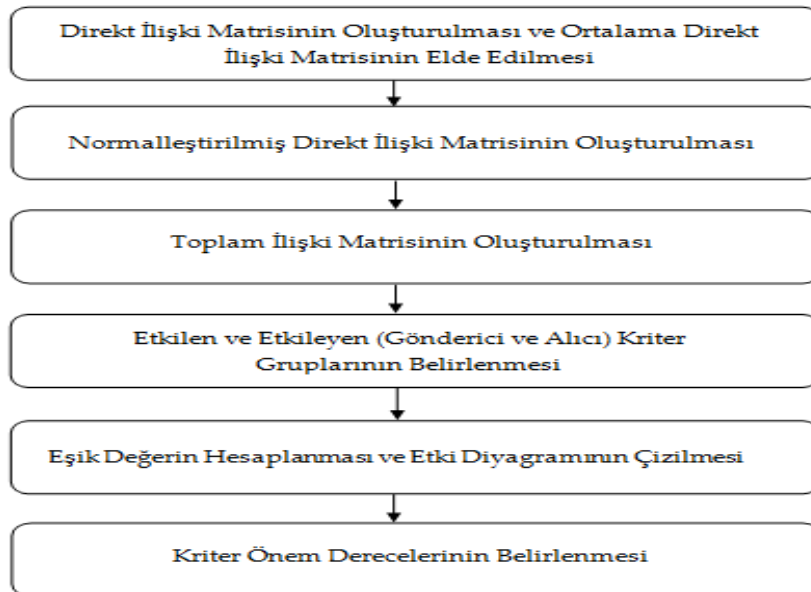 Direkt İlişki Matrisinin Oluşturulması ve Ortalama Direkt
İlişki Matrisinin Elde Edilmesi
Normalleştirilmiş Direkt İlişki Matrisinin Oluşturulması
Toplam İlişki Matrisinin Oluşturulması
Etkilen ve Etkileyen (Gönderici ve Alıcı) Kriter
Gruplarının Belirlenmesi
Eşik Değerin Hesaplanması ve Etki Diyagramının Çizilmesi
Kriter Önem Derecelerinin Belirlenmesi